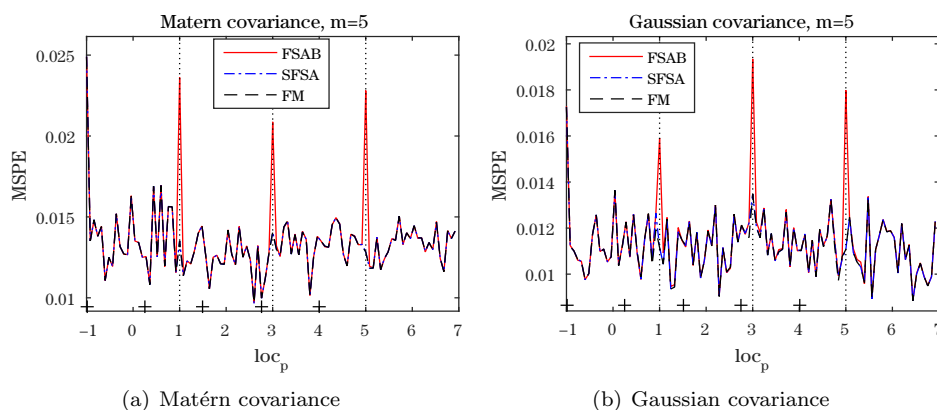 Matern covariance, m=5
FSAB
SFSA
FM
MSPE
0.025
0.02
0.015
0.01
−1 0 1 2 3 4 5 6 7
loc_p
(a) Matérn covariance
Gaussian covariance, m=5
FSAB
SFSA
FM
MSPE
0.02
0.018
0.016
0.014
0.012
0.01
−1 0 1 2 3 4 5 6 7
loc_p
(b) Gaussian covariance